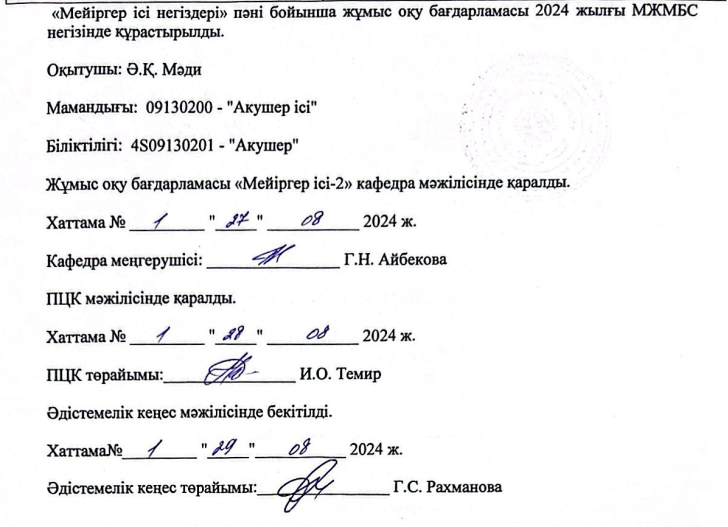 «Мейіргер ісі негіздері» пәні бойынша жұмыс оқу бағдарламасы 2024 жылғы МЖМБС
негізінде құрастырылды.
Оқытушы: Ә.Қ. Мәди
Мамандығы: 09130200 - "Акушер ісі"
Біліктілігі: 4S09130201 - "Акушер"
Жұмыс оқу бағдарламасы «Мейіргер ісі-2» кафедра мәжілісінде қаралды.
Хаттама № 1 "27" 08 2024 ж.
Кафедра меңгерушісі: Г.Н. Айбекова
ПЦК мәжілісінде қаралды.
Хаттама № 1 "28" 08 2024 ж.
ПЦК төрайымы: И.О. Темир
Әдістемелік кеңес мәжілісінде бекітілді.
Хаттама№ 1 "29" 08 2024 ж.
Әдістемелік кеңес төрайымы: Г.С. Рахманова